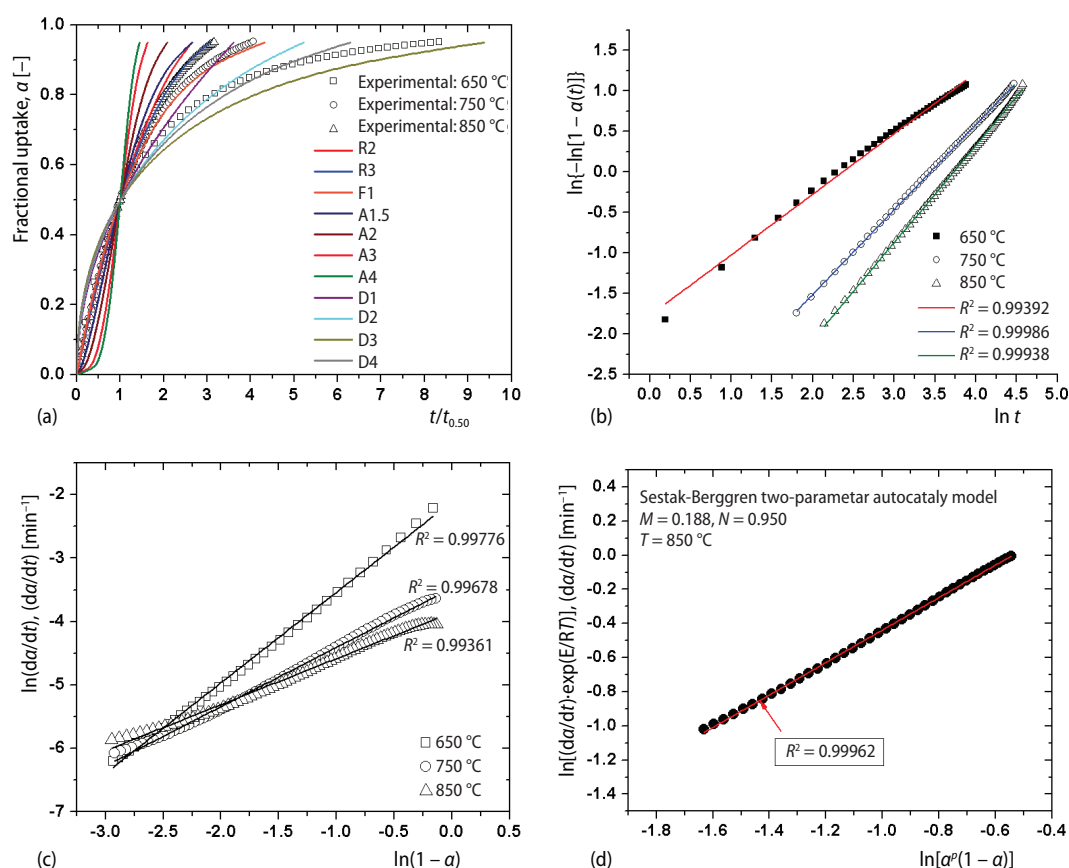 1.0
0.8
0.6
0.4
0.2
0.0
Fractional uptake, α [–]
Experimental: 650 °C
Experimental: 750 °C
Experimental: 850 °C
R2
R3
F1
A1.5
A2
A3
A4
D1
D2
D3
D4
0 1 2 3 4 5 6 7 8 9 10
(a)
t/t0.50
2.0
1.5
1.0
0.5
0.0
-0.5
-1.0
-1.5
-2.0
-2.5
ln{–ln[1 – α(t)]}
650 °C
750 °C
850 °C
R² = 0.99392
R² = 0.99986
R² = 0.99938
0.0 0.5 1.0 1.5 2.0 2.5 3.0 3.5 4.0 4.5 5.0
(b)
ln t
-2
-3
-4
-5
-6
-7
ln(dα/dt), (dα/dt) [min⁻¹]
R² = 0.99776
R² = 0.99678
R² = 0.99361
650 °C
750 °C
850 °C
-3.0 -2.5 -2.0 -1.5 -1.0 -0.5 0.0 0.5
(c)
ln(1 – α)
0.4
0.2
0.0
-0.2
-0.4
-0.6
-0.8
-1.0
-1.2
-1.4
ln[(dα/dt)·exp(E/RT)], (dα/dt) [min⁻¹]
Sestak-Berggren two-parametar autocataly model
M = 0.188, N = 0.950
T = 850 °C
R² = 0.99962
-1.8 -1.6 -1.4 -1.2 -1.0 -0.8 -0.6 -0.4
(d)
ln[αᵖ(1 – α)]